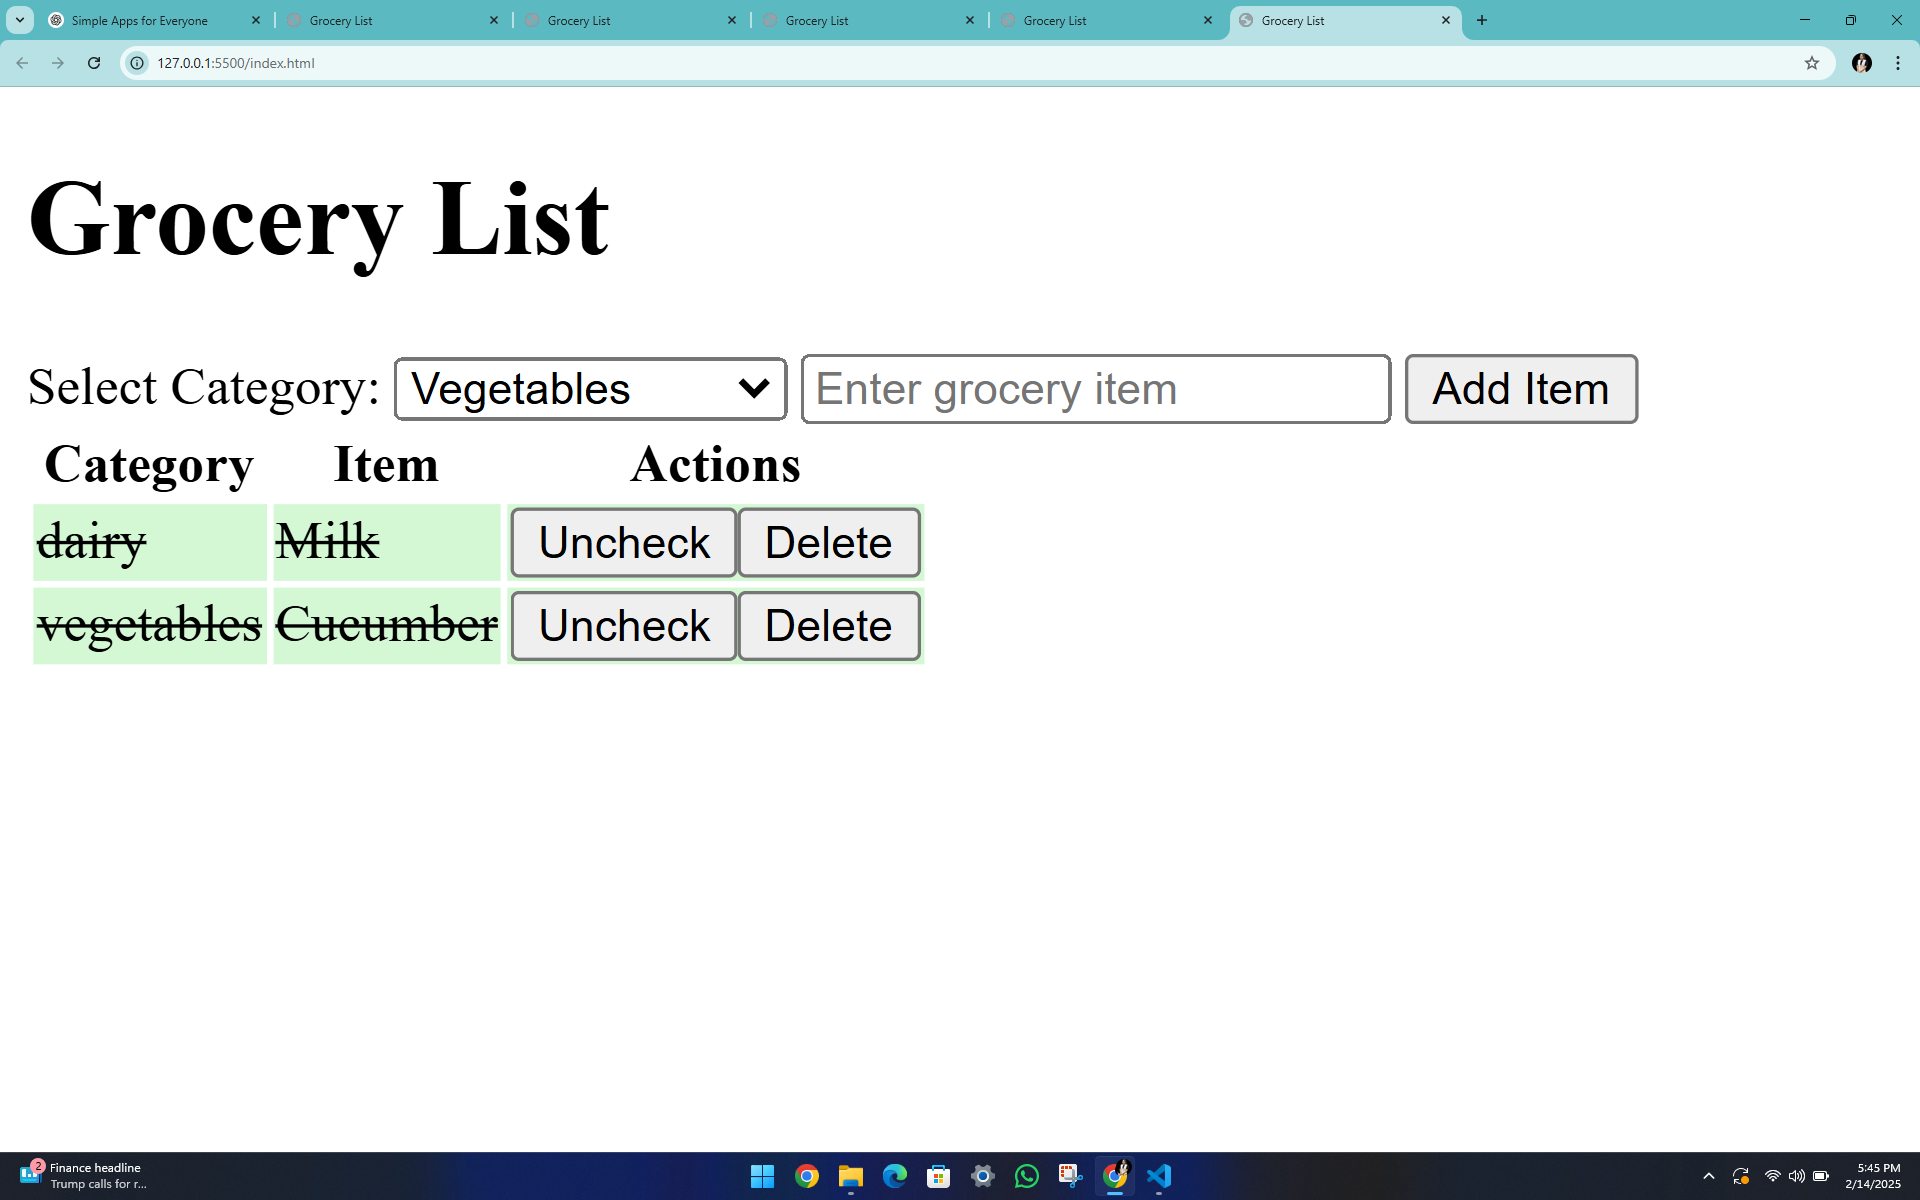 Simple Apps for Everyone
Grocery List
Grocery List
Grocery List
Grocery List
Grocery List
127.0.0.1:5500/index.html
Grocery List
Select Category: Vegetables Enter grocery item Add Item
Category Item Actions
dairy Milk Uncheck Delete
vegetables Cucumber Uncheck Delete
2
Finance headline
Trump calls for r...
5:45 PM
2/14/2025